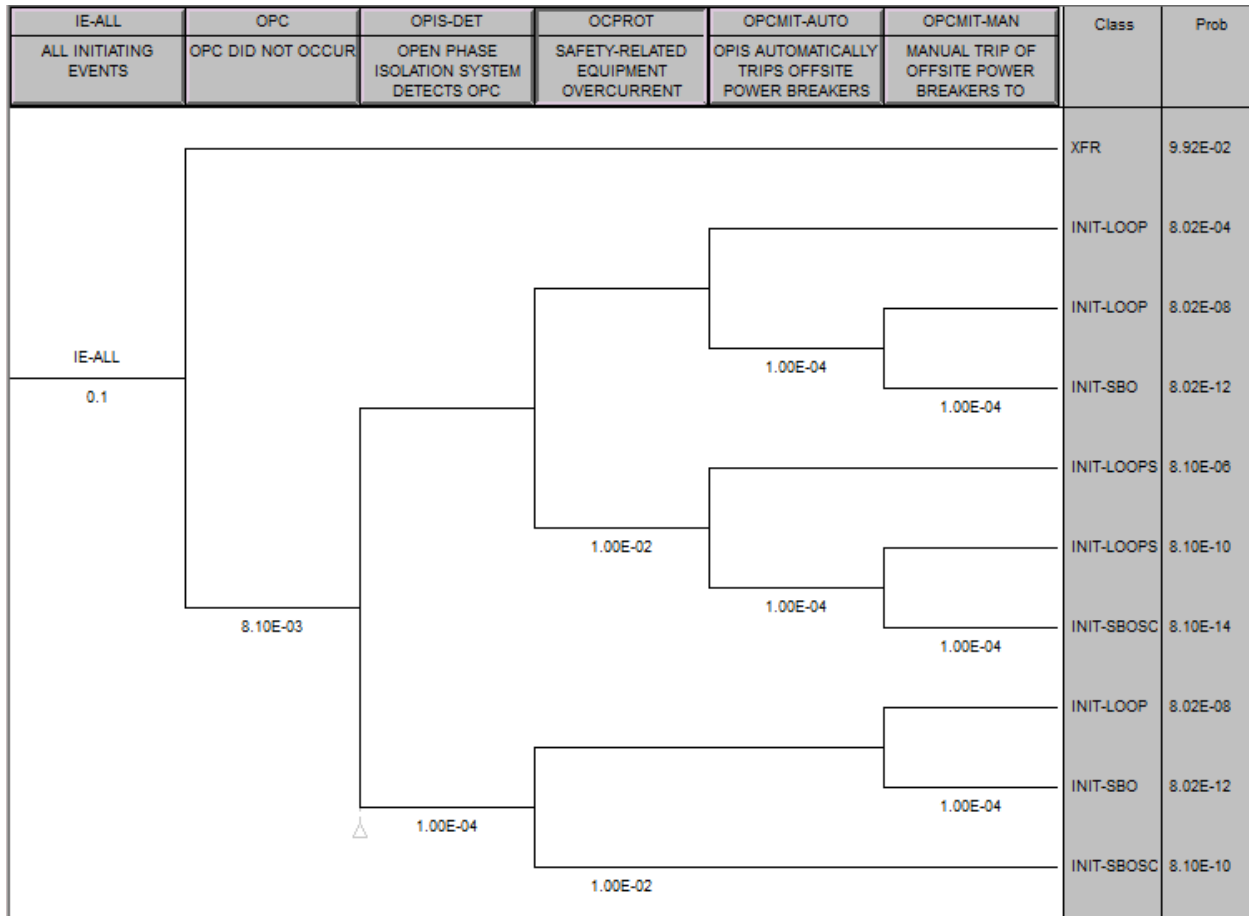 IE-ALL
OPC
OPIS-DET
OCPROT
OPCMIT-AUTO
OPCMIT-MAN
Class
Prob
ALL INITIATING
EVENTS
OPC DID NOT OCCUR
OPEN PHASE
ISOLATION SYSTEM
DETECTS OPC
SAFETY-RELATED
EQUIPMENT
OVERCURRENT
OPIS AUTOMATICALLY
TRIPS OFFSITE
POWER BREAKERS
MANUAL TRIP OF
OFFSITE POWER
BREAKERS TO
XFR 9.92E-02
INIT-LOOP 8.02E-04
INIT-LOOP 8.02E-08
IE-ALL
0.1
1.00E-04
INIT-SBO 8.02E-12
1.00E-04
INIT-LOOPS 8.10E-06
1.00E-02
INIT-LOOPS 8.10E-10
1.00E-04
8.10E-03
INIT-SBOSC 8.10E-14
1.00E-04
INIT-LOOP 8.02E-08
INIT-SBO 8.02E-12
1.00E-04
1.00E-04
INIT-SBOSC 8.10E-10
1.00E-02